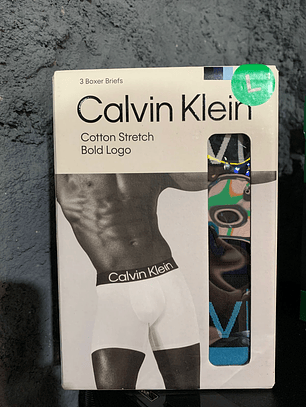 3 Boxer Briefs
L
Calvin Klein
Cotton Stretch
Bold Logo
Calvin Klein